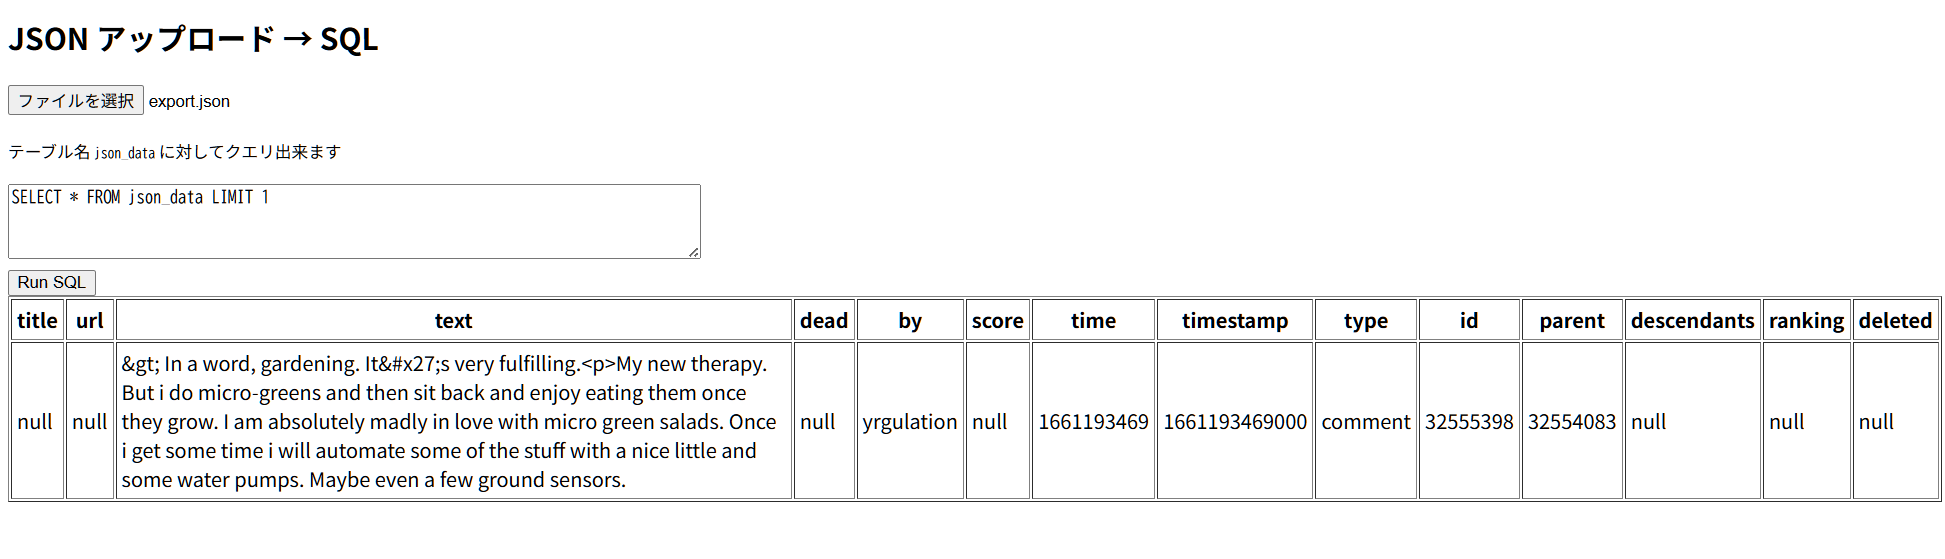 JSON アップロード → SQL
ファイルを選択 export.json
テーブル名 json_data に対してクエリ出来ます
SELECT * FROM json_data LIMIT 1
Run SQL
title url text dead by score time timestamp type id parent descendants ranking deleted
&gt; In a word, gardening. It&#x27;s very fulfilling.<p>My new therapy.
But i do micro-greens and then sit back and enjoy eating them once
null null they grow. I am absolutely madly in love with micro green salads. Once null yrgulation null 1661193469 1661193469000 comment 32555398 32554083 null null null
i get some time i will automate some of the stuff with a nice little and
some water pumps. Maybe even a few ground sensors.